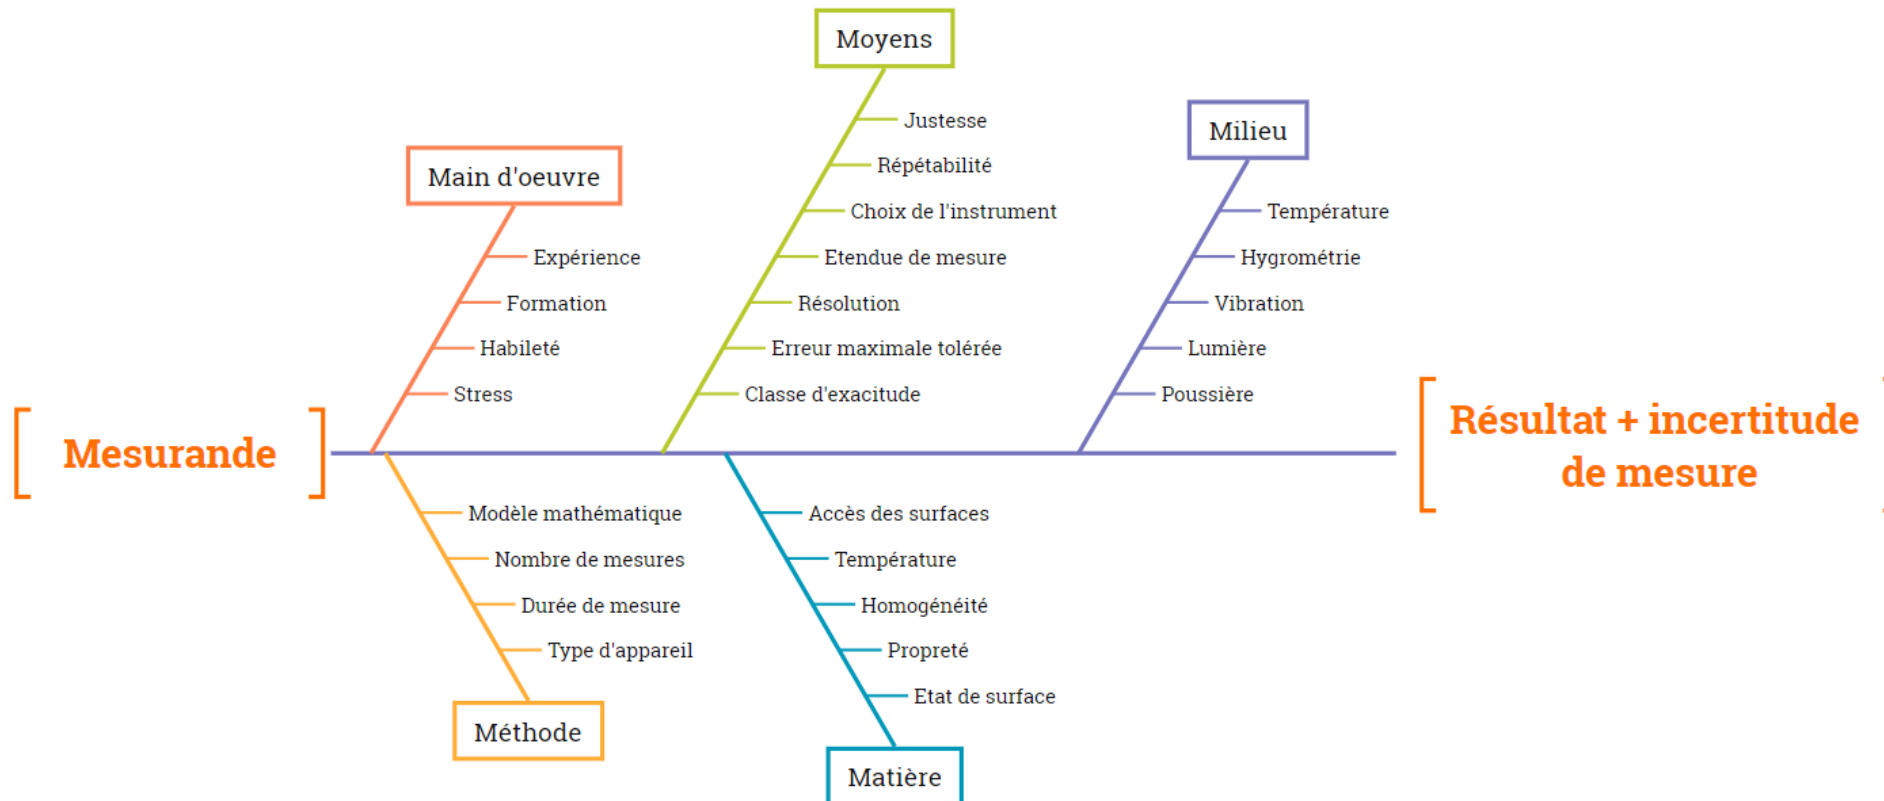 Moyens
Justesse
Répétabilité
Choix de l'instrument
Etendue de mesure
Résolution
Erreur maximale tolérée
Classe d'exacitude
Milieu
Température
Hygrométrie
Vibration
Lumière
Poussière
Main d'oeuvre
Expérience
Formation
Habileté
Stress
Mesurande
Résultat + incertitude
de mesure
Modèle mathématique
Nombre de mesures
Durée de mesure
Type d'appareil
Méthode
Accès des surfaces
Température
Homogénéité
Propreté
Etat de surface
Matière